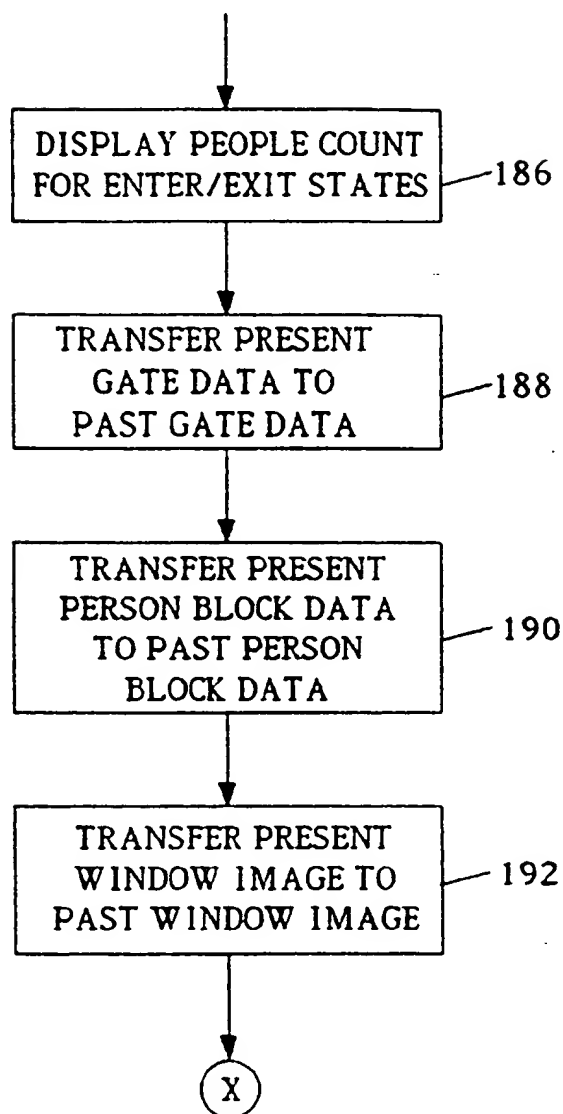 DISPLAY PEOPLE COUNT
FOR ENTER/EXIT STATES
186
TRANSFER PRESENT
GATE DATA TO
PAST GATE DATA
188
TRANSFER PRESENT
PERSON BLOCK DATA
TO PAST PERSON
BLOCK DATA
190
TRANSFER PRESENT
WINDOW IMAGE TO
PAST WINDOW IMAGE
192
X